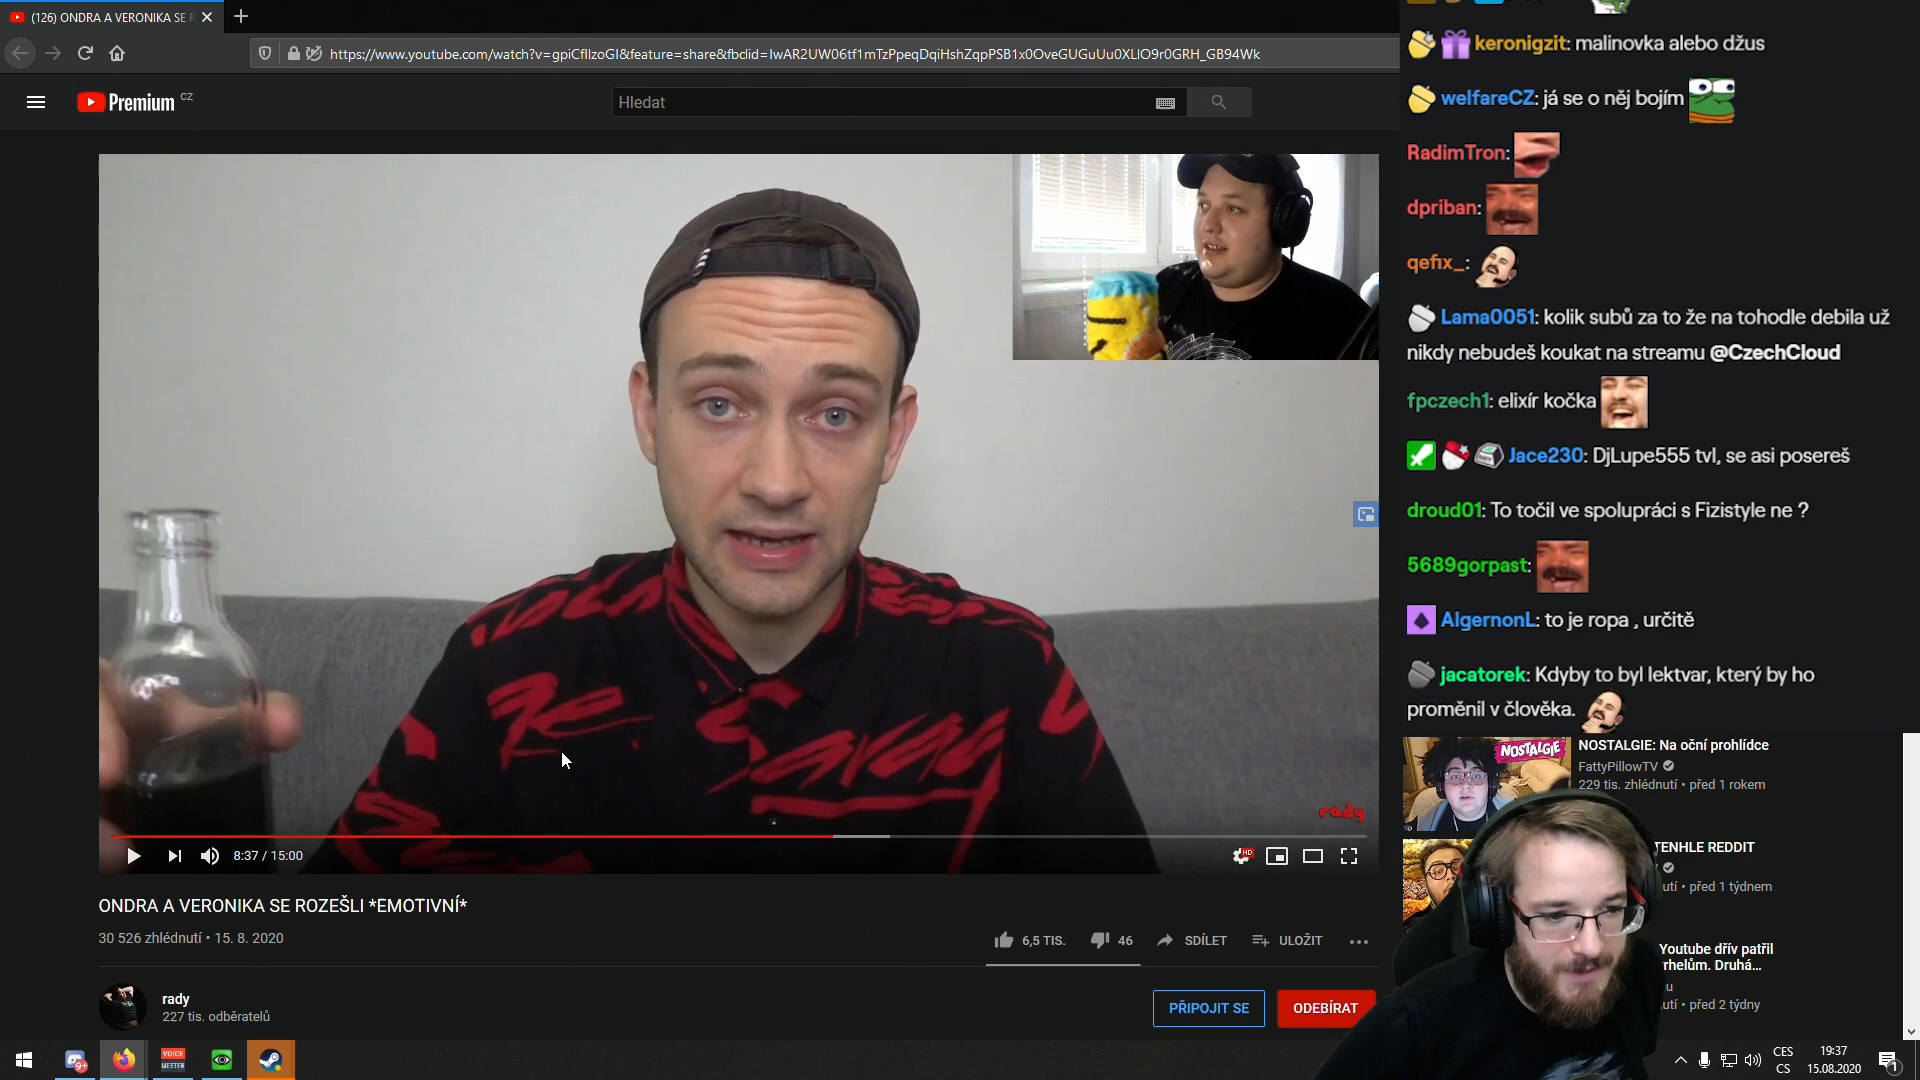 (126) ONDRA A VERONIKA SE R
https://www.youtube.com/watch?v=gpiCfIlzoGI&feature=share&fbclid=IwAR2UW06tf1mTzPpeqDqiHshZqpPSB1x0OveGUGuUu0XLlO9r0GRH_GB94Wk
Premium CZ
Hledat
rady
8:37 / 15:00
HD
ONDRA A VERONIKA SE ROZEŠLI *EMOTIVNÍ*
30 526 zhlédnutí • 15. 8. 2020
6,5 TIS.
46
SDÍLET
ULOŽIT
rady
227 tis. odběratelů
PŘIPOJIT SE
ODEBÍRAT
keronigzit: malinovka alebo džus
welfareCZ: já se o něj bojím
RadimTron:
dpriban:
qefix_:
Lama0051: kolik subů za to že na tohodle debila už
nikdy nebudeš koukat na streamu @CzechCloud
fpczech1: elixír kočka
Jace230: DjLupe555 tvl, se asi posereš
droud01: To točil ve spolupráci s Fizistyle ne ?
5689gorpast:
AlgernonL: to je ropa , určitě
jacatorek: Kdyby to byl lektvar, který by ho
proměnil v člověka.
NOSTALGIE
NOSTALGIE: Na oční prohlídce
FattyPillowTV
229 tis. zhlédnutí • před 1 rokem
TENHLE REDDIT
utí • před 1 týdnem
Youtube dřív patřil
rhelům. Druhá...
u
utí • před 2 týdny
9+
VOICE
MEETER
CES
CS
19:37
15.08.2020
1